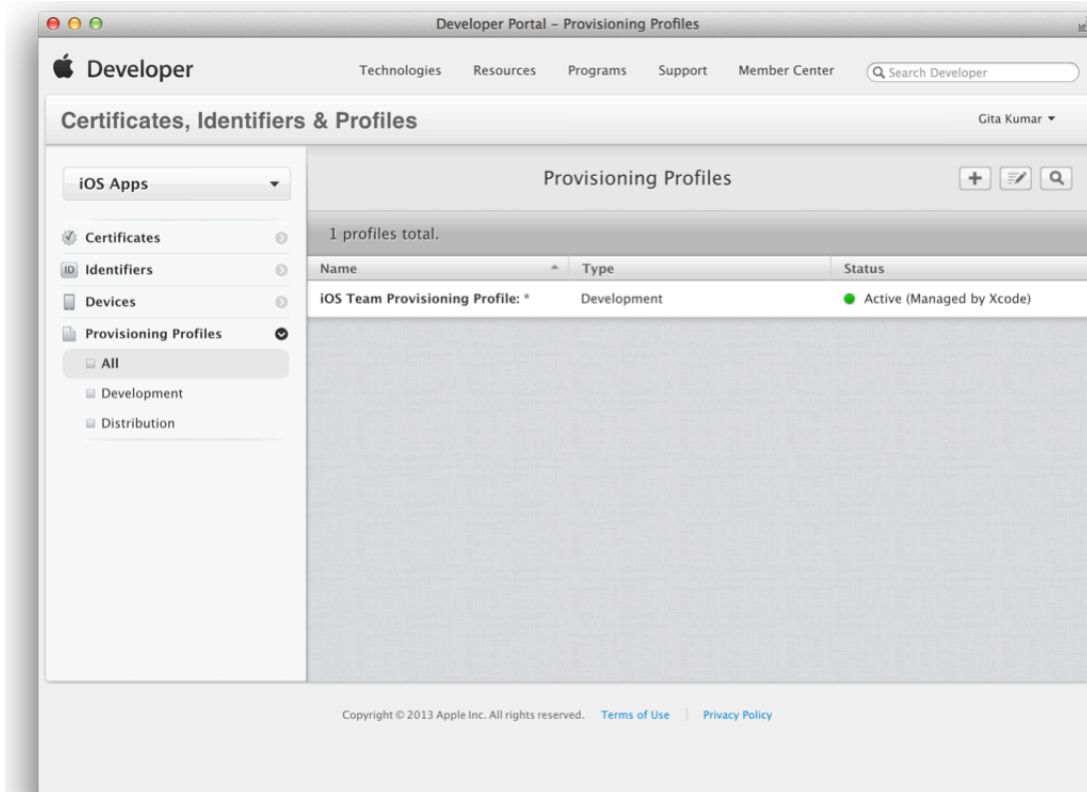 Developer Portal – Provisioning Profiles
Developer Technologies Resources Programs Support Member Center Search Developer
Certificates, Identifiers & Profiles Gita Kumar
iOS Apps Provisioning Profiles
1 profiles total.
Certificates
Name Type Status
ID Identifiers
iOS Team Provisioning Profile: * Development Active (Managed by Xcode)
Devices
Provisioning Profiles
All
Development
Distribution
Copyright © 2013 Apple Inc. All rights reserved. Terms of Use Privacy Policy